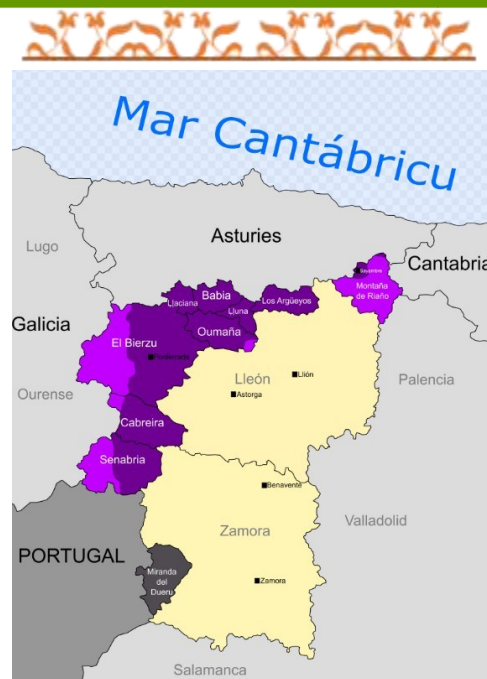 Mar Cantábricu
Lugo
Asturies
Cantabria
Sayambre
Babia
Llaciana
Lluna
Los Argüeyos
Montaña
de Riaño
Galicia
El Bierzu
Oumaña
Ponferrada
Lleón
Llión
Palencia
Ourense
Astorga
Cabreira
Senabria
Benavente
Zamora
Valladolid
PORTUGAL
Miranda
del
Dueru
Zamora
Salamanca